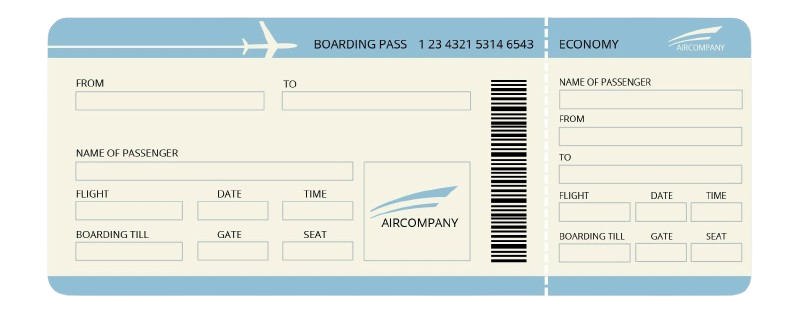 BOARDING PASS 1 23 4321 5314 6543
FROM TO
NAME OF PASSENGER
FLIGHT DATE TIME
BOARDING TILL GATE SEAT
AIRCOMPANY
ECONOMY
AIRCOMPANY
NAME OF PASSENGER
FROM
TO
FLIGHT DATE TIME
BOARDING TILL GATE SEAT